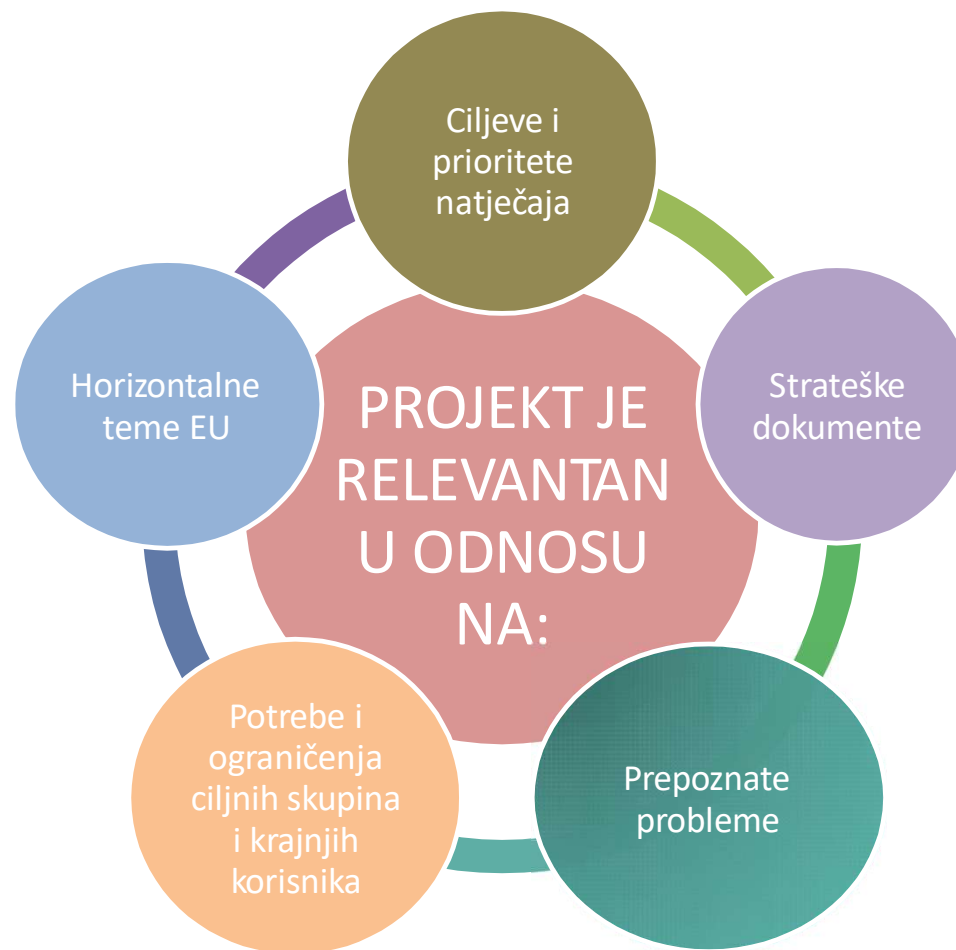 Ciljeve i
prioritete
natječaja
Horizontalne
teme EU
PROJEKT JE
RELEVANTAN
U ODNOSU
NA:
Strateške
dokumente
Potrebe i
ograničenja
ciljnih skupina
i krajnjih
korisnika
Prepoznate
probleme